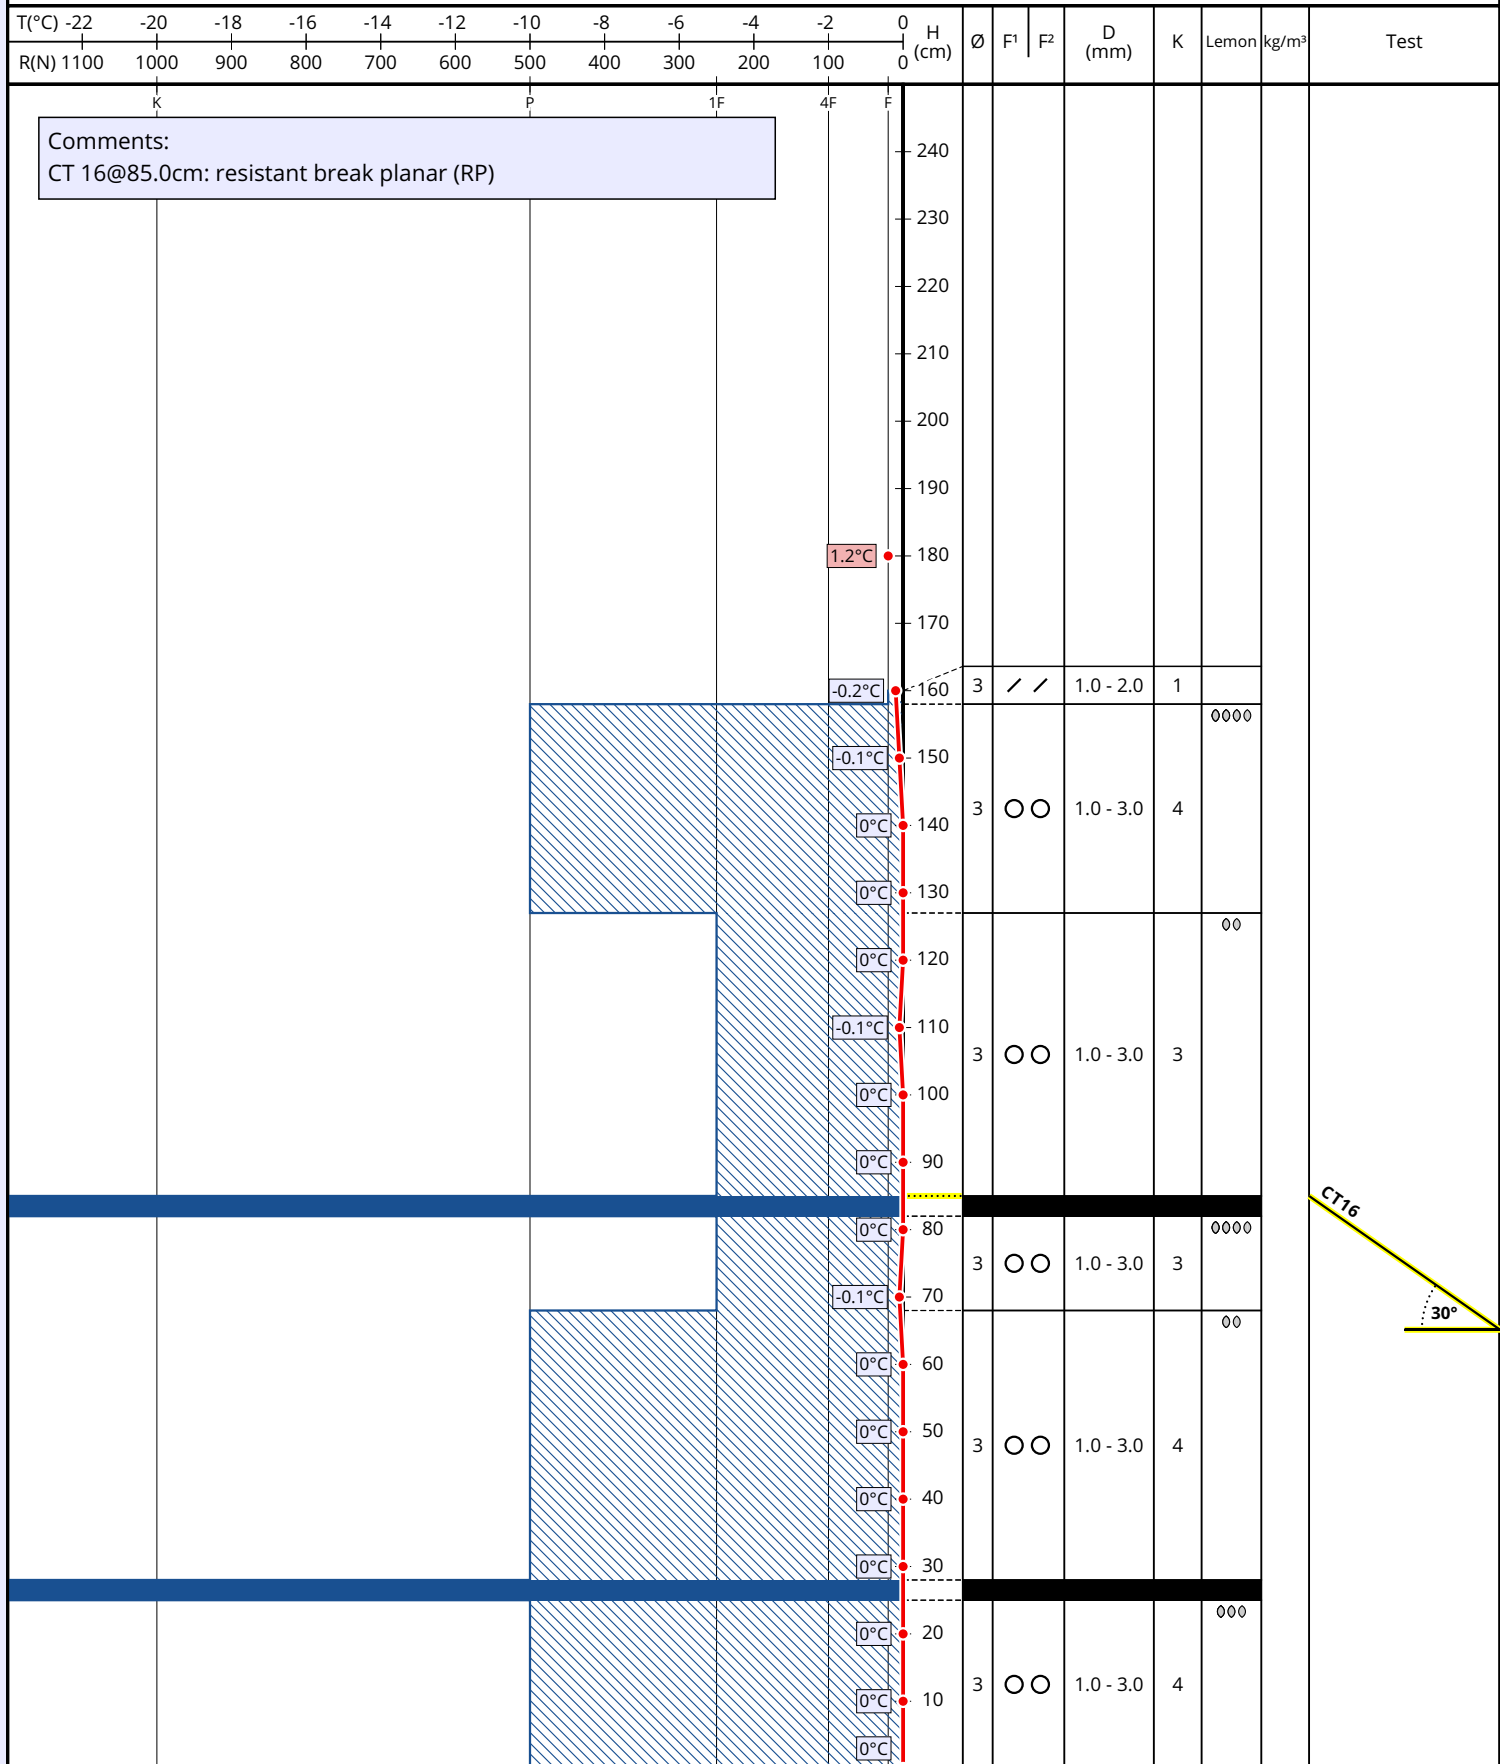 T(°C) -22 -20 -18 -16 -14 -12 -10 -8 -6 -4 -2 0
R(N) 1100 1000 900 800 700 600 500 400 300 200 100 0
H (cm) Ø F¹ F² D (mm) K Lemon kg/m³ Test
K P 1F 4F F
Comments:
CT 16@85.0cm: resistant break planar (RP)
240
230
220
210
200
190
1.2°C 180
170
-0.2°C 160 3 1.0 - 2.0 1
-0.1°C 150
3 1.0 - 3.0 4
0°C 140
0°C 130
0°C 120
-0.1°C 110
3 1.0 - 3.0 3
0°C 100
0°C 90
CT16
0°C 80
3 1.0 - 3.0 3
-0.1°C 70
30°
0°C 60
0°C 50
3 1.0 - 3.0 4
0°C 40
0°C 30
0°C 20
3 1.0 - 3.0 4
0°C 10
0°C